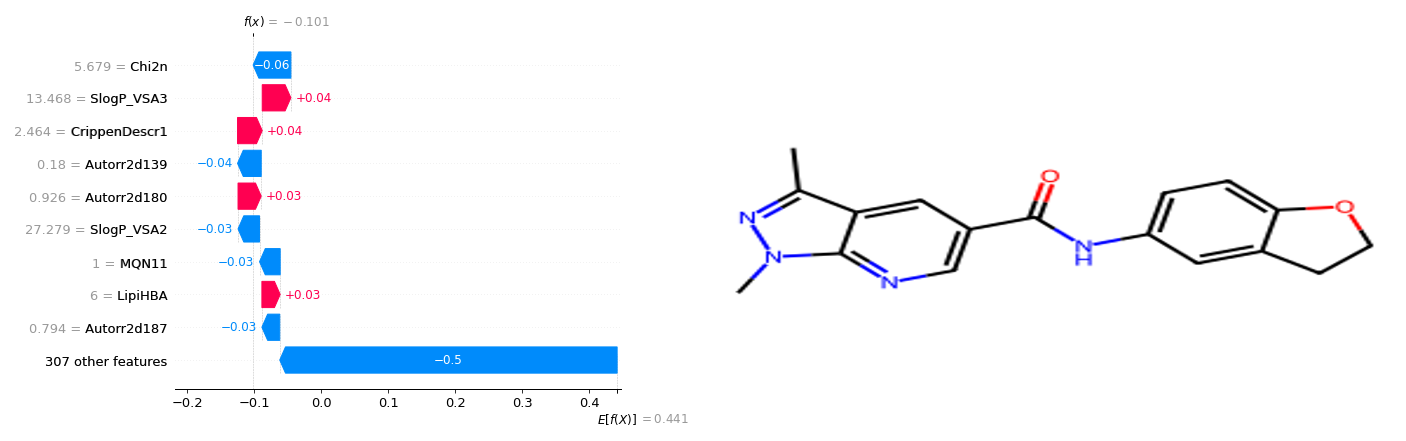 f(x) = −0.101
5.679 = Chi2n −0.06
13.468 = SlogP_VSA3 +0.04
2.464 = CrippenDescr1 +0.04
0.18 = Autorr2d139 −0.04
0.926 = Autorr2d180 +0.03
27.279 = SlogP_VSA2 −0.03
1 = MQN11 −0.03
6 = LipiHBA +0.03
0.794 = Autorr2d187 −0.03
307 other features −0.5
−0.2 −0.1 0.0 0.1 0.2 0.3 0.4
E[f(X)] = 0.441
O
O
N
N
N
H
N